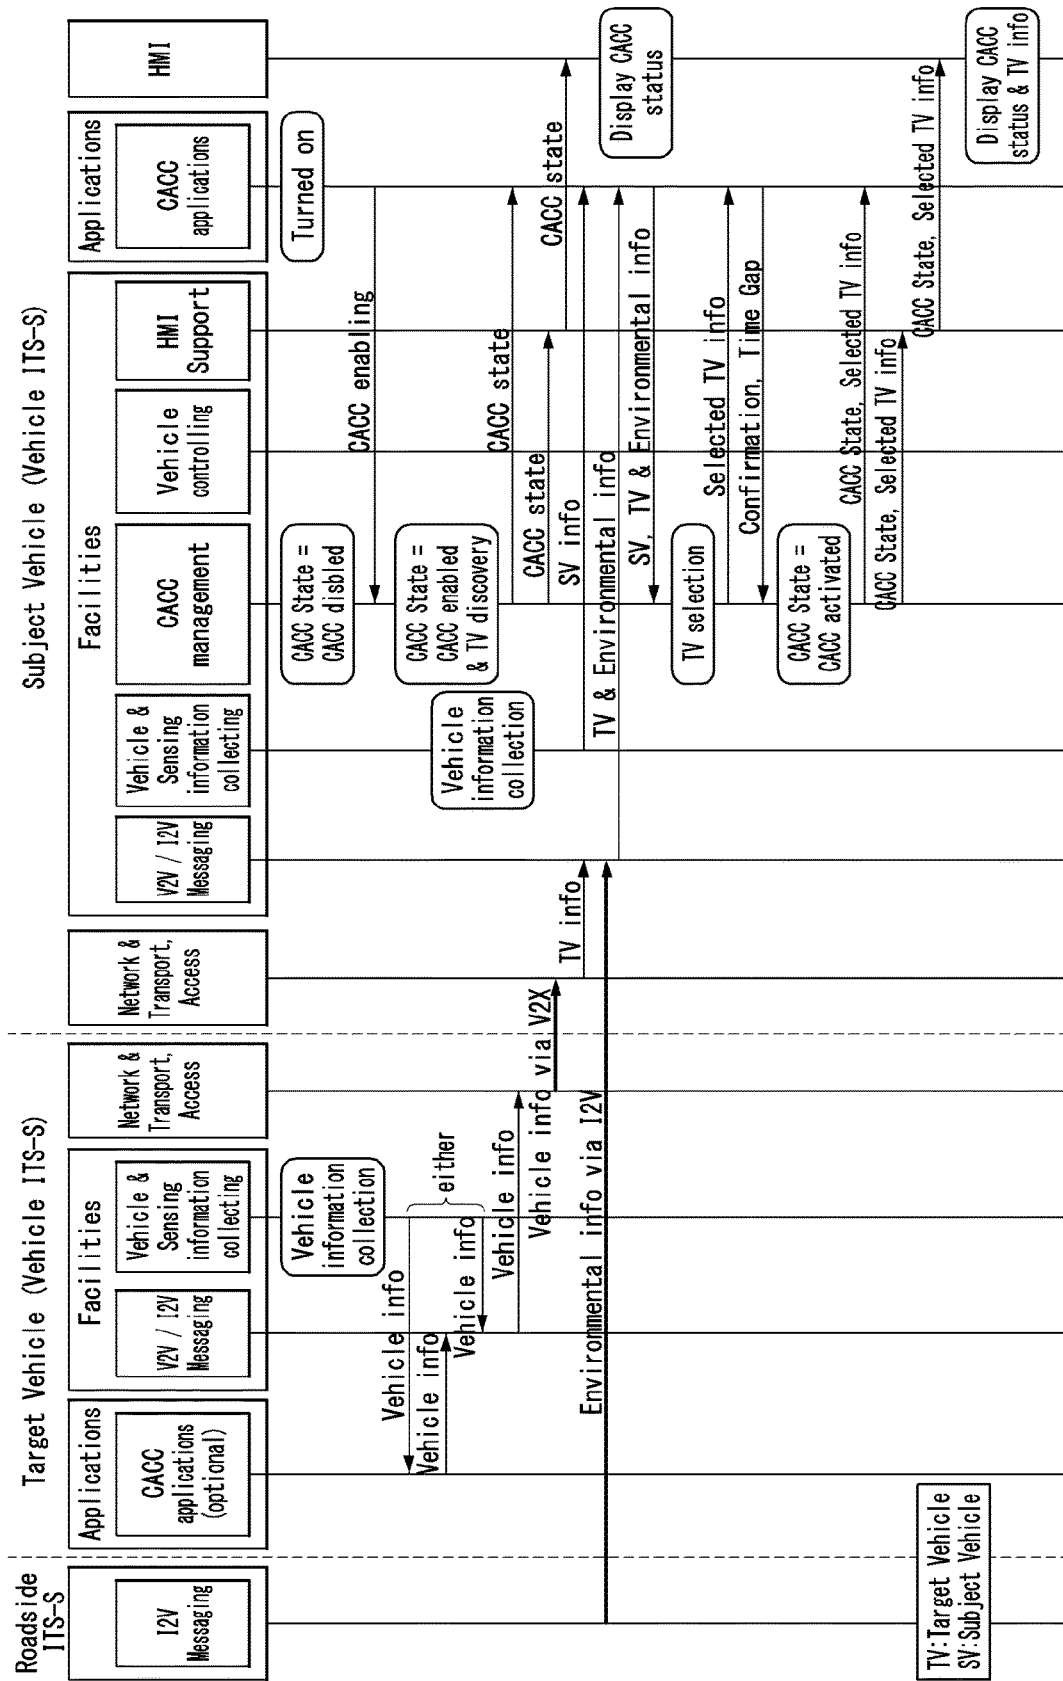 Roadside
ITS-S
I2V
Messaging
Target Vehicle (Vehicle ITS-S)
Applications
CACC
applications
(optional)
Facilities
V2V / I2V
Messaging
Vehicle &
Sensing
information
collecting
Network &
Transport,
Access
Subject Vehicle (Vehicle ITS-S)
Network &
Transport,
Access
Facilities
V2V / I2V
Messaging
Vehicle &
Sensing
information
collecting
CACC
management
Vehicle
controlling
HMI
Support
Applications
CACC
applications
HMI
Vehicle
information
collection
CACC State =
CACC disbled
Turned on
CACC enabling
Vehicle info
Vehicle info
Vehicle info
either
CACC State =
CACC enabled
& TV discovery
Vehicle
information
collection
Vehicle info
CACC state
CACC state
CACC state
Vehicle info via V2X
TV info
SV info
Environmental info via I2V
TV & Environmental info
Display CACC
status
SV, TV & Environmental info
TV selection
Selected TV info
Confirmation, Time Gap
CACC State =
CACC activated
CACC State, Selected TV info
CACC State, Selected TV info
CACC State, Selected TV info
Display CACC
status & TV info
TV:Target Vehicle
SV:Subject Vehicle